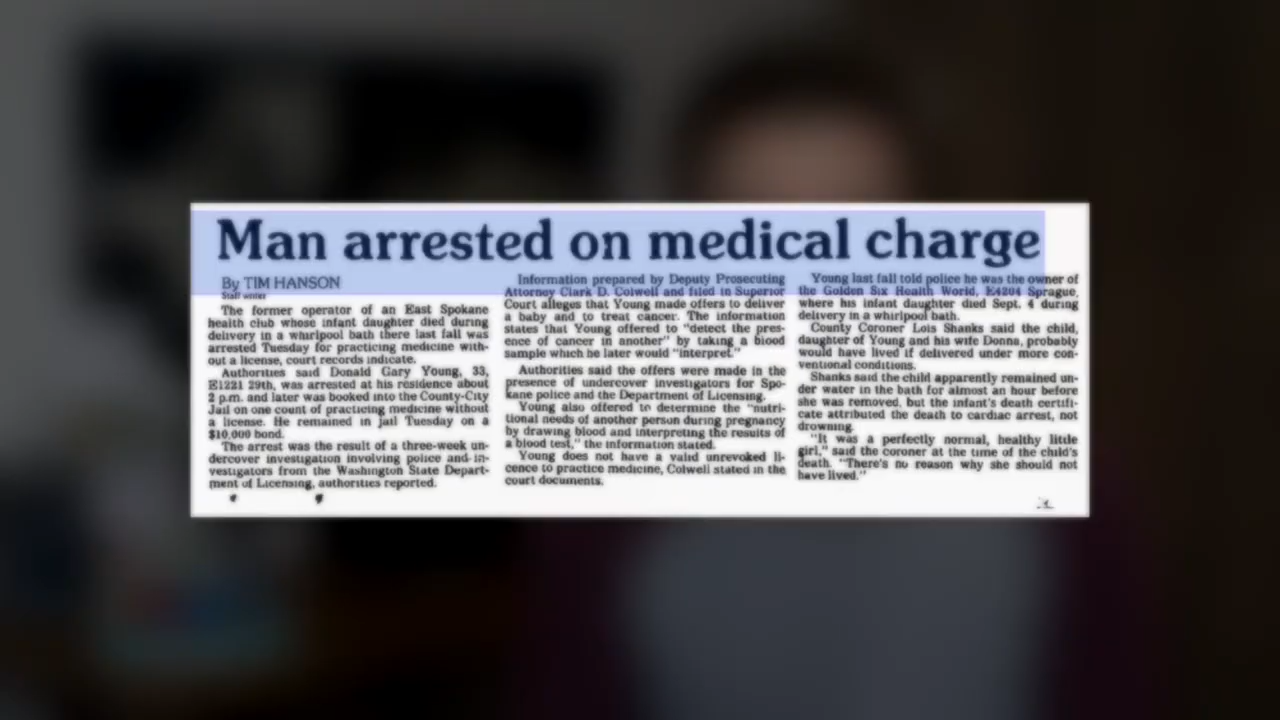 Man arrested on medical charge
By TIM HANSON
Staff writer
The former operator of an East Spokane
health club whose infant daughter died during
delivery in a whirlpool bath there last fall was
arrested Tuesday for practicing medicine with-
out a license, court records indicate.
Authorities said Donald Gary Young, 33,
E1221 29th, was arrested at his residence about
2 p.m. and later was booked into the County-City
Jail on one count of practicing medicine without
a license. He remained in jail Tuesday on a
$10,000 bond.
The arrest was the result of a three-week un-
dercover investigation involving police and in-
vestigators from the Washington State Depart-
ment of Licensing, authorities reported.
Information prepared by Deputy Prosecuting
Attorney Clark D. Colwell and filed in Superior
Court alleges that Young made offers to deliver
a baby and to treat cancer. The information
states that Young offered to "detect the pres-
ence of cancer in another" by taking a blood
sample which he later would "interpret."
Authorities said the offers were made in the
presence of undercover investigators for Spo-
kane police and the Department of Licensing.
Young also offered to determine the "nutri-
tional needs of another person during pregnancy
by drawing blood and interpreting the results of
a blood test," the information stated.
Young does not have a valid unrevoked li-
cence to practice medicine, Colwell stated in the
court documents.
Young last fall told police he was the owner of
the Golden Six Health World, E4204 Sprague,
where his infant daughter died Sept. 4 during
delivery in a whirlpool bath.
County Coroner Lois Shanks said the child,
daughter of Young and his wife Donna, probably
would have lived if delivered under more con-
ventional conditions.
Shanks said the child apparently remained un-
der water in the bath for almost an hour before
she was removed, but the infant's death certifi-
cate attributed the death to cardiac arrest, not
drowning.
"It was a perfectly normal, healthy little
girl," said the coroner at the time of the child's
death. "There's no reason why she should not
have lived."